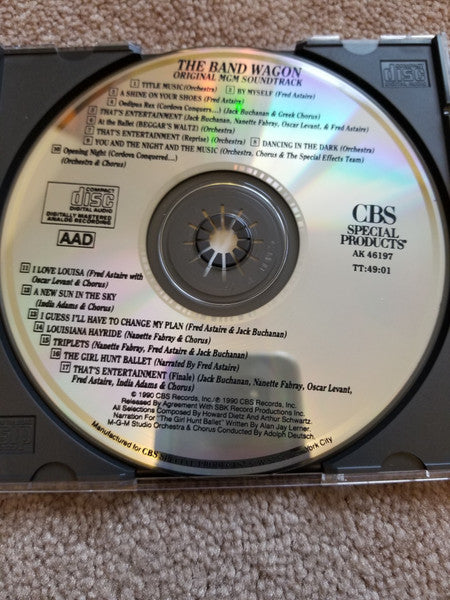 THE BAND WAGON
ORIGINAL MGM SOUNDTRACK
1 TITLE MUSIC (Orchestra) 2 BY MYSELF (Fred Astaire)
3 A SHINE ON YOUR SHOES (Fred Astaire)
4 Oedipus Rex (Cordova Conquers...) (Jack Buchanan & Greek Chorus)
5 THAT'S ENTERTAINMENT (Jack Buchanan, Nanette Fabray, Oscar Levant, & Fred Astaire)
6 At the Ballet (BEGGAR'S WALTZ) (Orchestra)
7 THAT'S ENTERTAINMENT (Reprise) (Orchestra) 8 DANCING IN THE DARK (Orchestra)
9 YOU AND THE NIGHT AND THE MUSIC (Orchestra, Chorus & The Special Effects Team)
10 Opening Night (Cordova Conquered....)
(Orchestra & Chorus)
COMPACT
disc
DIGITAL AUDIO
DIGITALLY MASTERED
ANALOG RECORDING
AAD
CBS
SPECIAL
PRODUCTS
AK 46197
TT:49:01
11 I LOVE LOUISA (Fred Astaire with
Oscar Levant & Chorus)
12 A NEW SUN IN THE SKY
(India Adams & Chorus)
13 I GUESS I'LL HAVE TO CHANGE MY PLAN (Fred Astaire & Jack Buchanan)
14 LOUISIANA HAYRIDE (Nanette Fabray & Chorus)
15 TRIPLETS (Nanette Fabray, Fred Astaire & Jack Buchanan)
16 THE GIRL HUNT BALLET (Narrated By Fred Astaire)
17 THAT'S ENTERTAINMENT (Finale) (Jack Buchanan, Nanette Fabray, Oscar Levant,
Fred Astaire, India Adams & Chorus)
© 1990 CBS Records, Inc./℗ 1990 CBS Records, Inc.
Released By Agreement With SBK Record Productions Inc.
All Selections Composed By Howard Dietz And Arthur Schwartz.
Narration For "The Girl Hunt Ballet" Written By Alan Jay Lerner.
M-G-M Studio Orchestra & Chorus Conducted By Adolph Deutsch.
Manufactured for CBS SPECIAL PRODUCTS City
COMPACT
disc
DIGITAL AUDIO